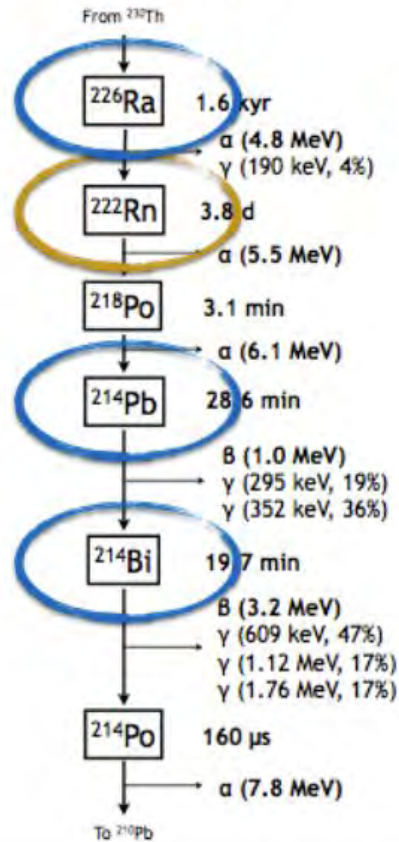 From ²³²Th
²²⁶Ra 1.6 kyr
α (4.8 MeV)
γ (190 keV, 4%)
²²²Rn 3.8 d
α (5.5 MeV)
²¹⁸Po 3.1 min
α (6.1 MeV)
²¹⁴Pb 28.6 min
β (1.0 MeV)
γ (295 keV, 19%)
γ (352 keV, 36%)
²¹⁴Bi 19.7 min
β (3.2 MeV)
γ (609 keV, 47%)
γ (1.12 MeV, 17%)
γ (1.76 MeV, 17%)
²¹⁴Po 160 µs
α (7.8 MeV)
To ²¹⁰Pb